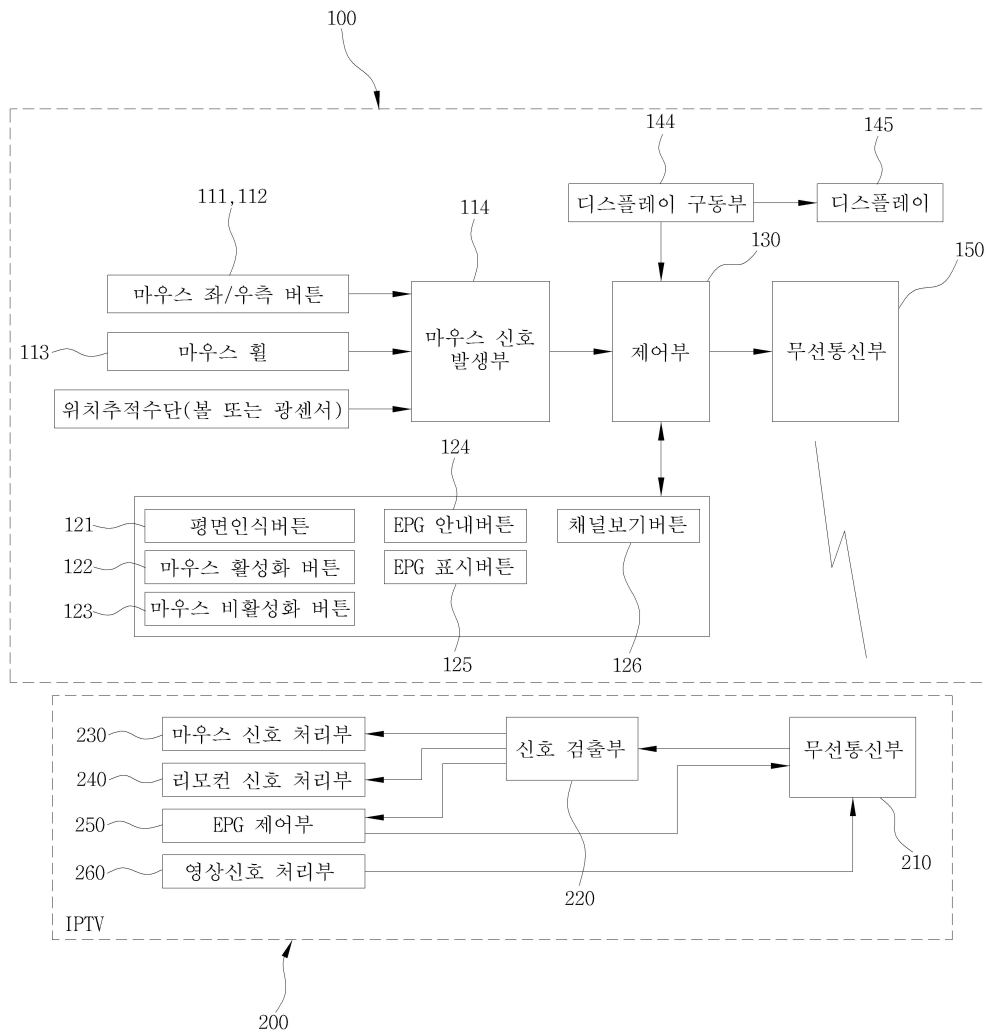 100
144
145
111,112
114
디스플레이 구동부
디스플레이
130
150
마우스 좌/우측 버튼
113
마우스 휠
마우스 신호
발생부
제어부
무선통신부
위치추적수단(볼 또는 광센서)
124
121
평면인식버튼
EPG 안내버튼
채널보기버튼
122
마우스 활성화 버튼
EPG 표시버튼
123
마우스 비활성화 버튼
125
126
230
마우스 신호 처리부
신호 검출부
무선통신부
240
리모컨 신호 처리부
250
EPG 제어부
210
260
영상신호 처리부
220
IPTV
200